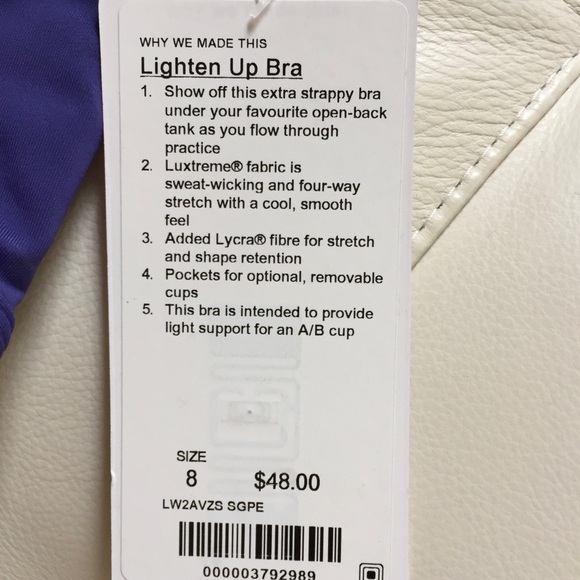 WHY WE MADE THIS
Lighten Up Bra
1. Show off this extra strappy bra
under your favourite open-back
tank as you flow through
practice
2. Luxtreme® fabric is
sweat-wicking and four-way
stretch with a cool, smooth
feel
3. Added Lycra® fibre for stretch
and shape retention
4. Pockets for optional, removable
cups
5. This bra is intended to provide
light support for an A/B cup
SIZE
8 $48.00
LW2AVZS SGPE
000003792989